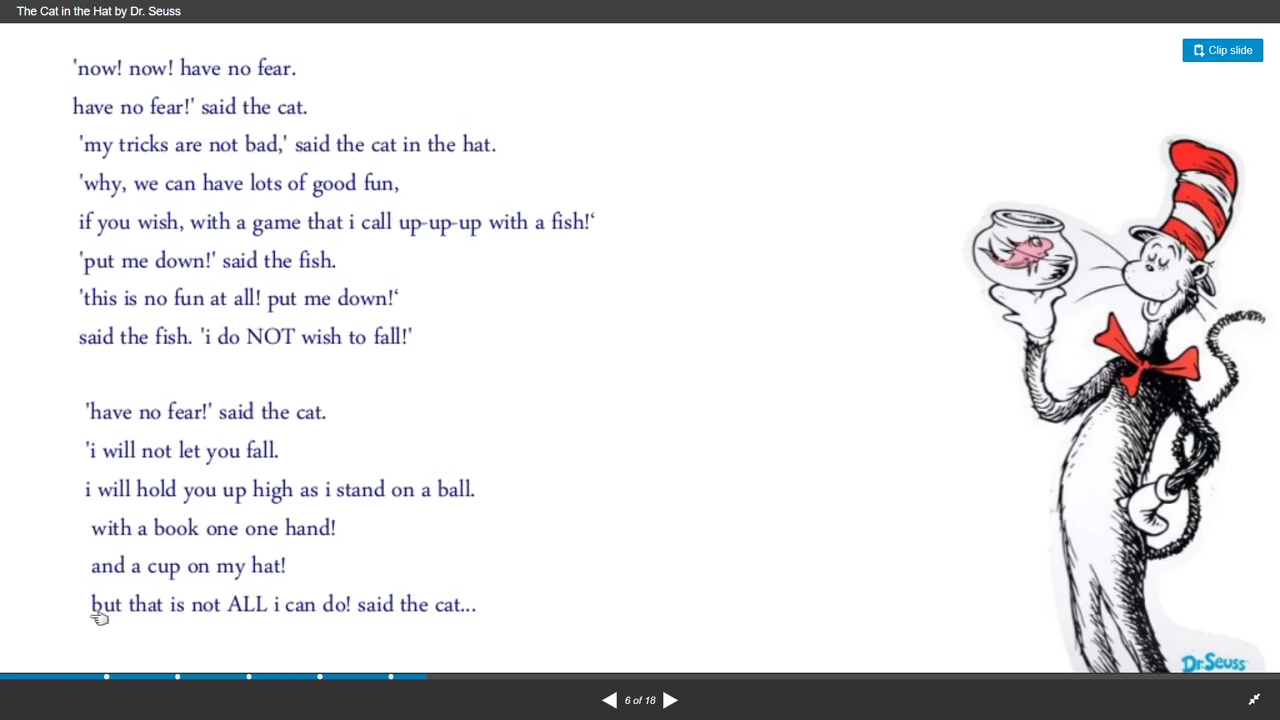 The Cat in the Hat by Dr. Seuss
Clip slide
'now! now! have no fear.
have no fear!' said the cat.
'my tricks are not bad,' said the cat in the hat.
'why, we can have lots of good fun,
if you wish, with a game that i call up-up-up with a fish!‘
'put me down!' said the fish.
'this is no fun at all! put me down!‘
said the fish. 'i do NOT wish to fall!'
'have no fear!' said the cat.
'i will not let you fall.
i will hold you up high as i stand on a ball.
with a book one one hand!
and a cup on my hat!
but that is not ALL i can do! said the cat...
Dr. Seuss
6 of 18